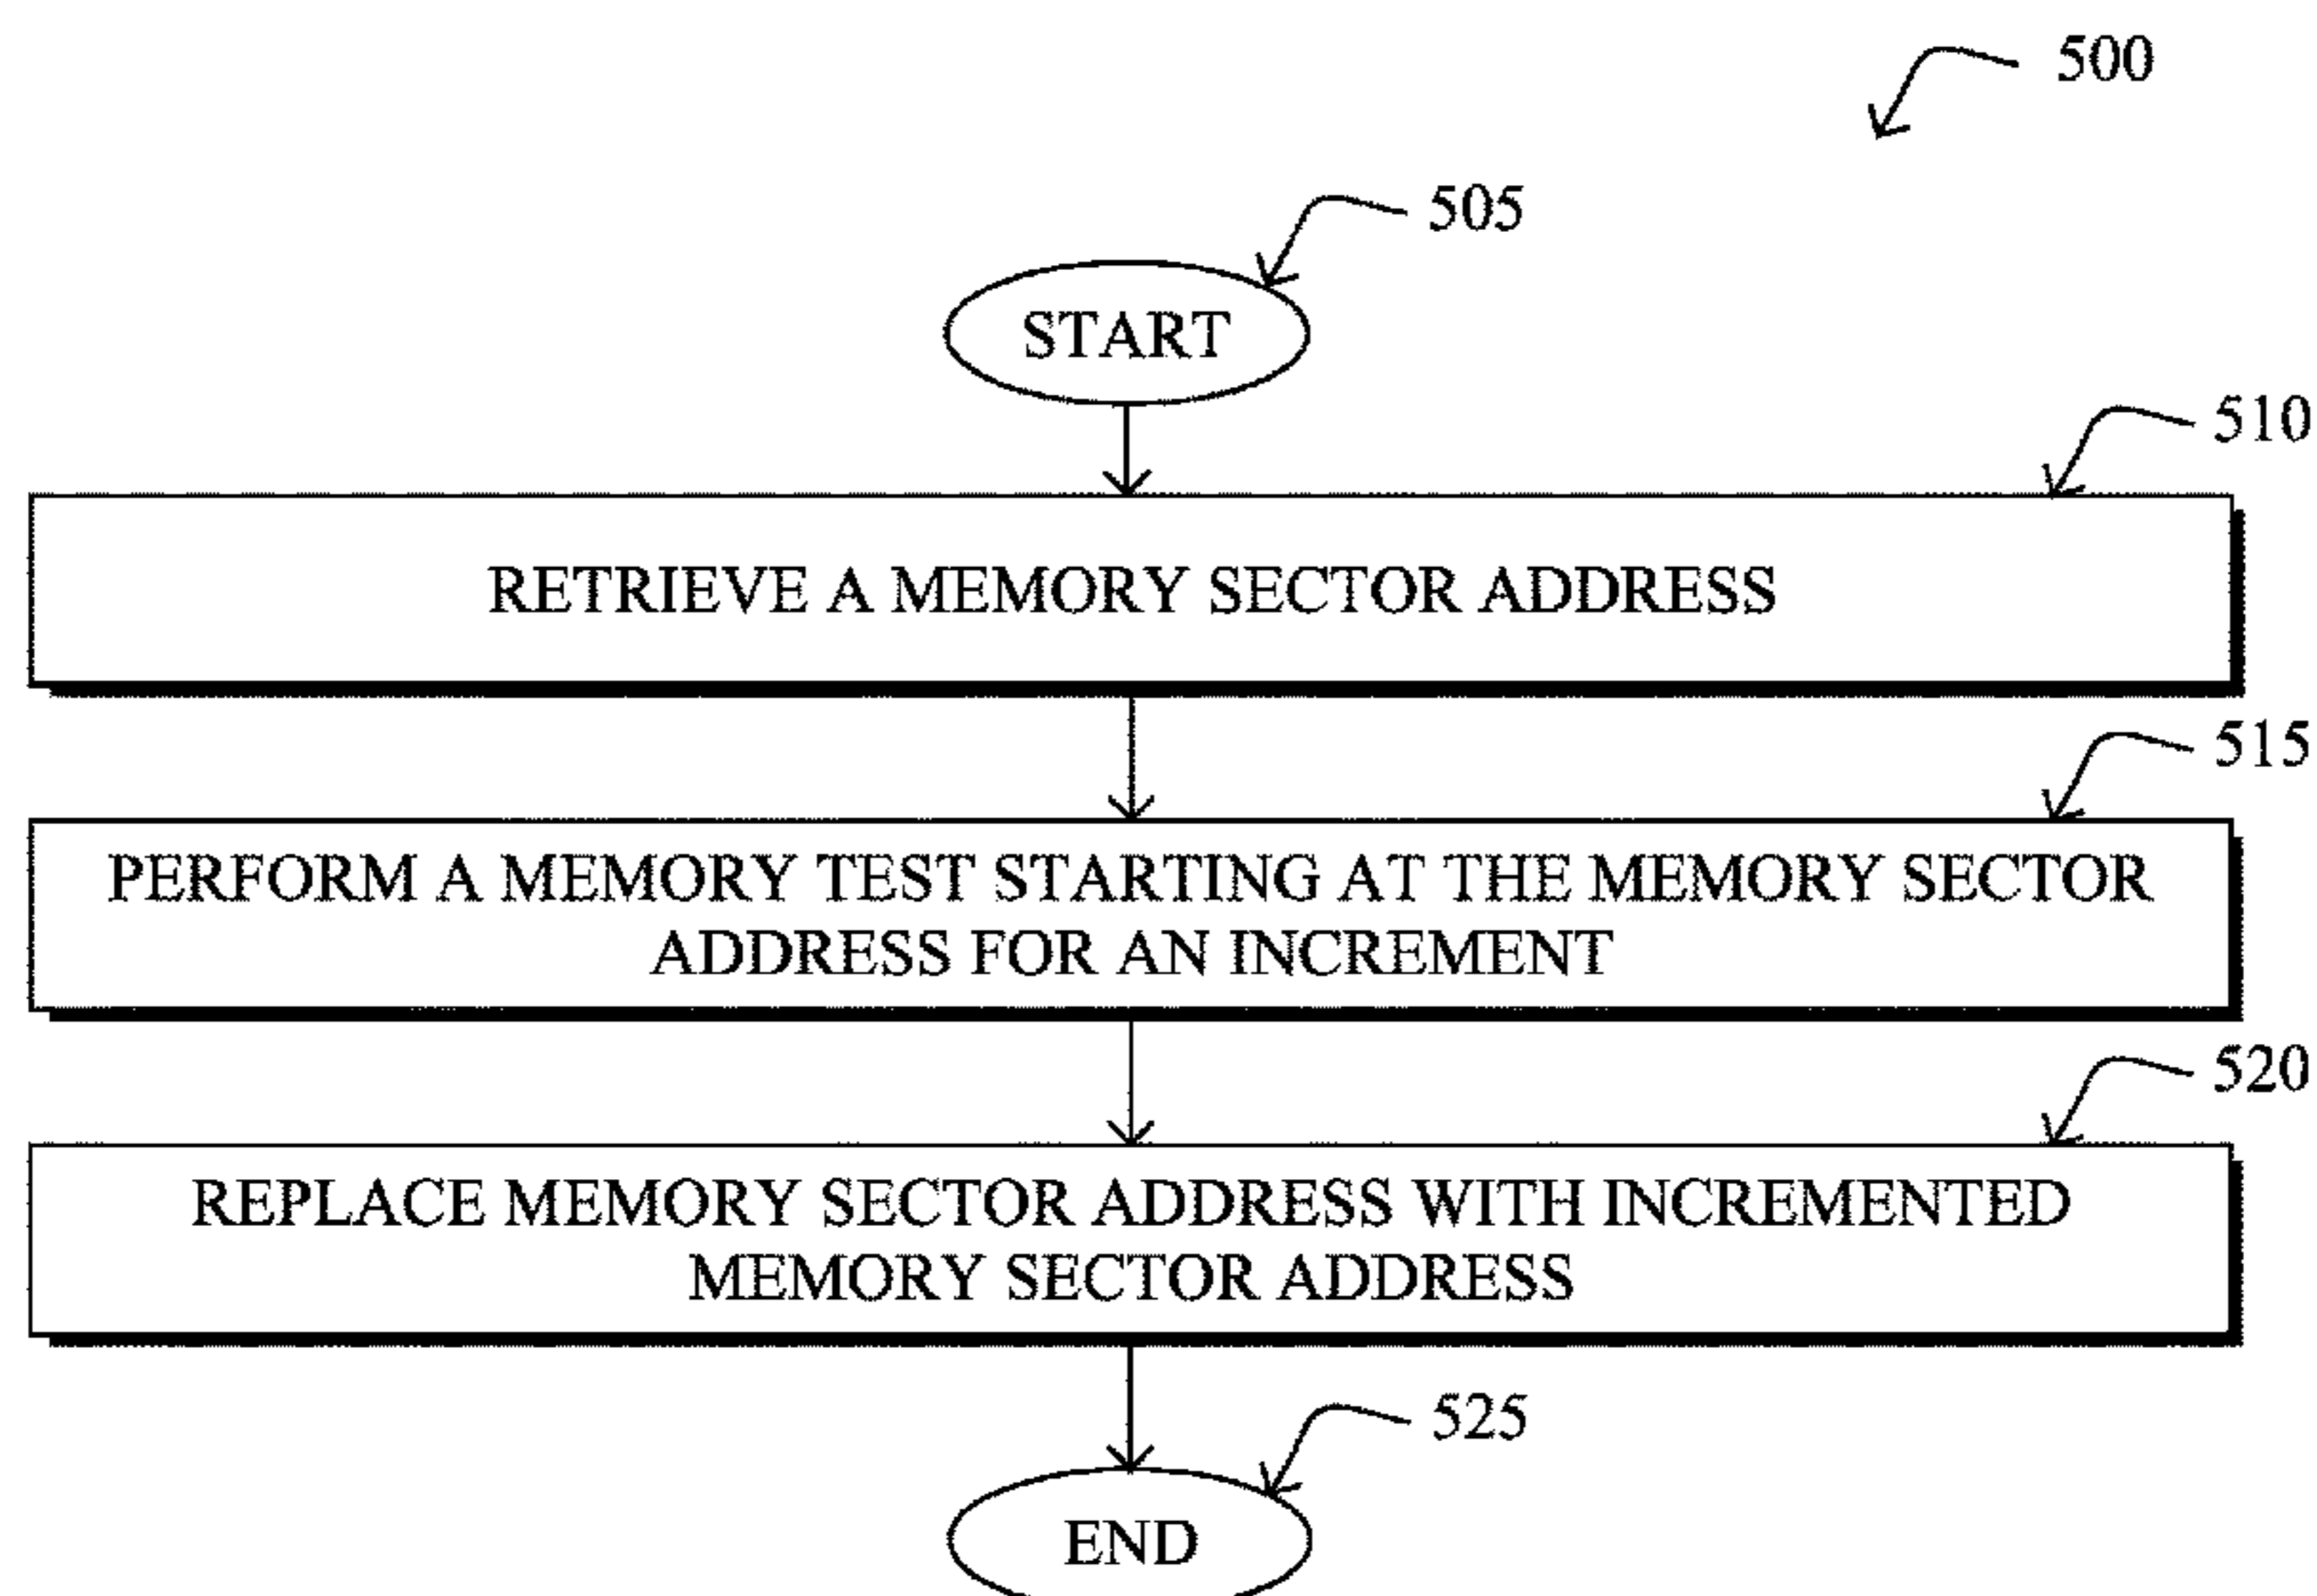 500
505
START
510
RETRIEVE A MEMORY SECTOR ADDRESS
515
PERFORM A MEMORY TEST STARTING AT THE MEMORY SECTOR
ADDRESS FOR AN INCREMENT
520
REPLACE MEMORY SECTOR ADDRESS WITH INCREMENTED
MEMORY SECTOR ADDRESS
525
END